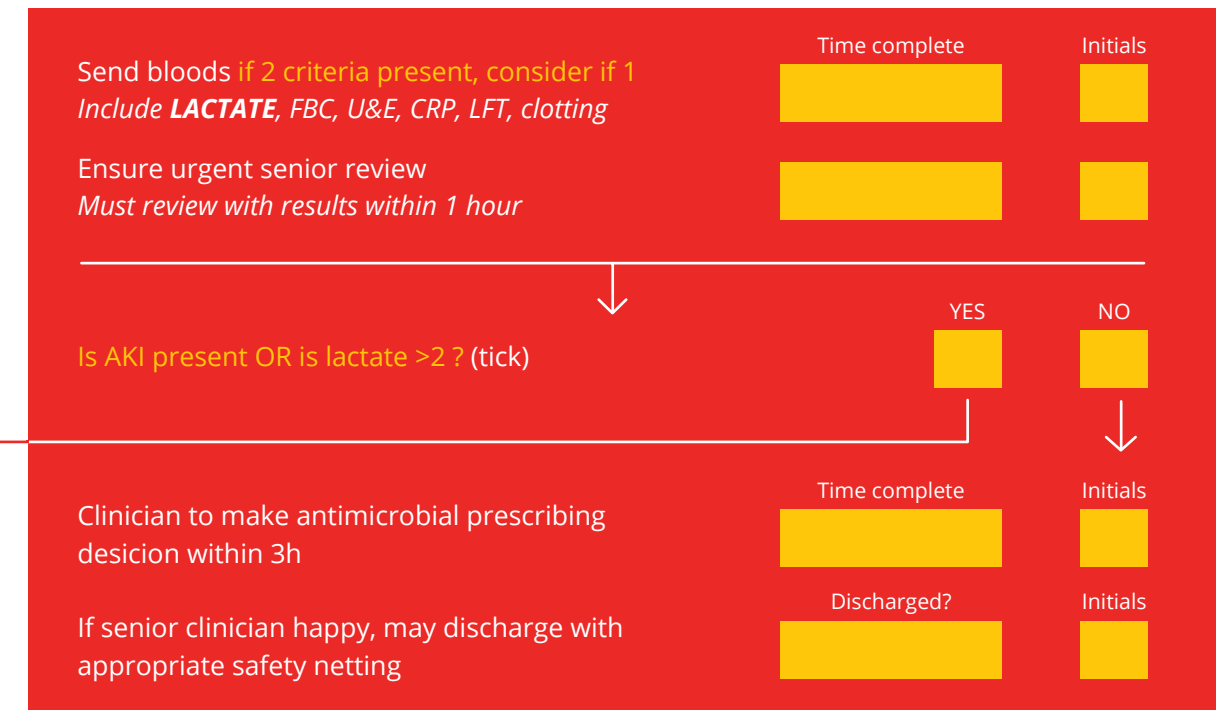 Time complete Initials
Send bloods if 2 criteria present, consider if 1
Include LACTATE, FBC, U&E, CRP, LFT, clotting
Ensure urgent senior review
Must review with results within 1 hour
YES NO
Is AKI present OR is lactate >2 ? (tick)
Time complete Initials
Clinician to make antimicrobial prescribing
desicion within 3h
Discharged? Initials
If senior clinician happy, may discharge with
appropriate safety netting